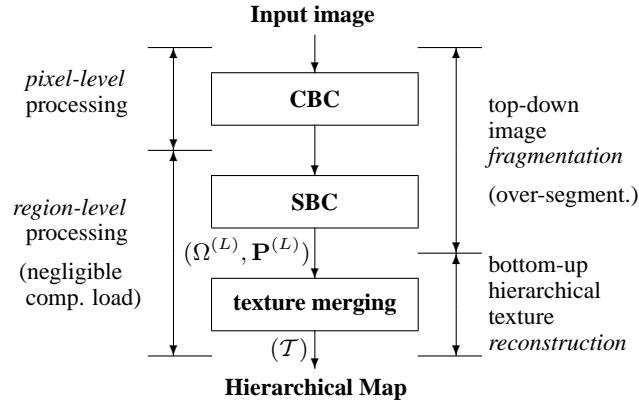 Input image
pixel-level
processing
CBC
top-down
image
fragmentation
(over-segment.)
SBC
region-level
processing
(negligible
comp. load)
(Ω^(L), P^(L))
texture merging
bottom-up
hierarchical
texture
reconstruction
(𝒯)
Hierarchical Map